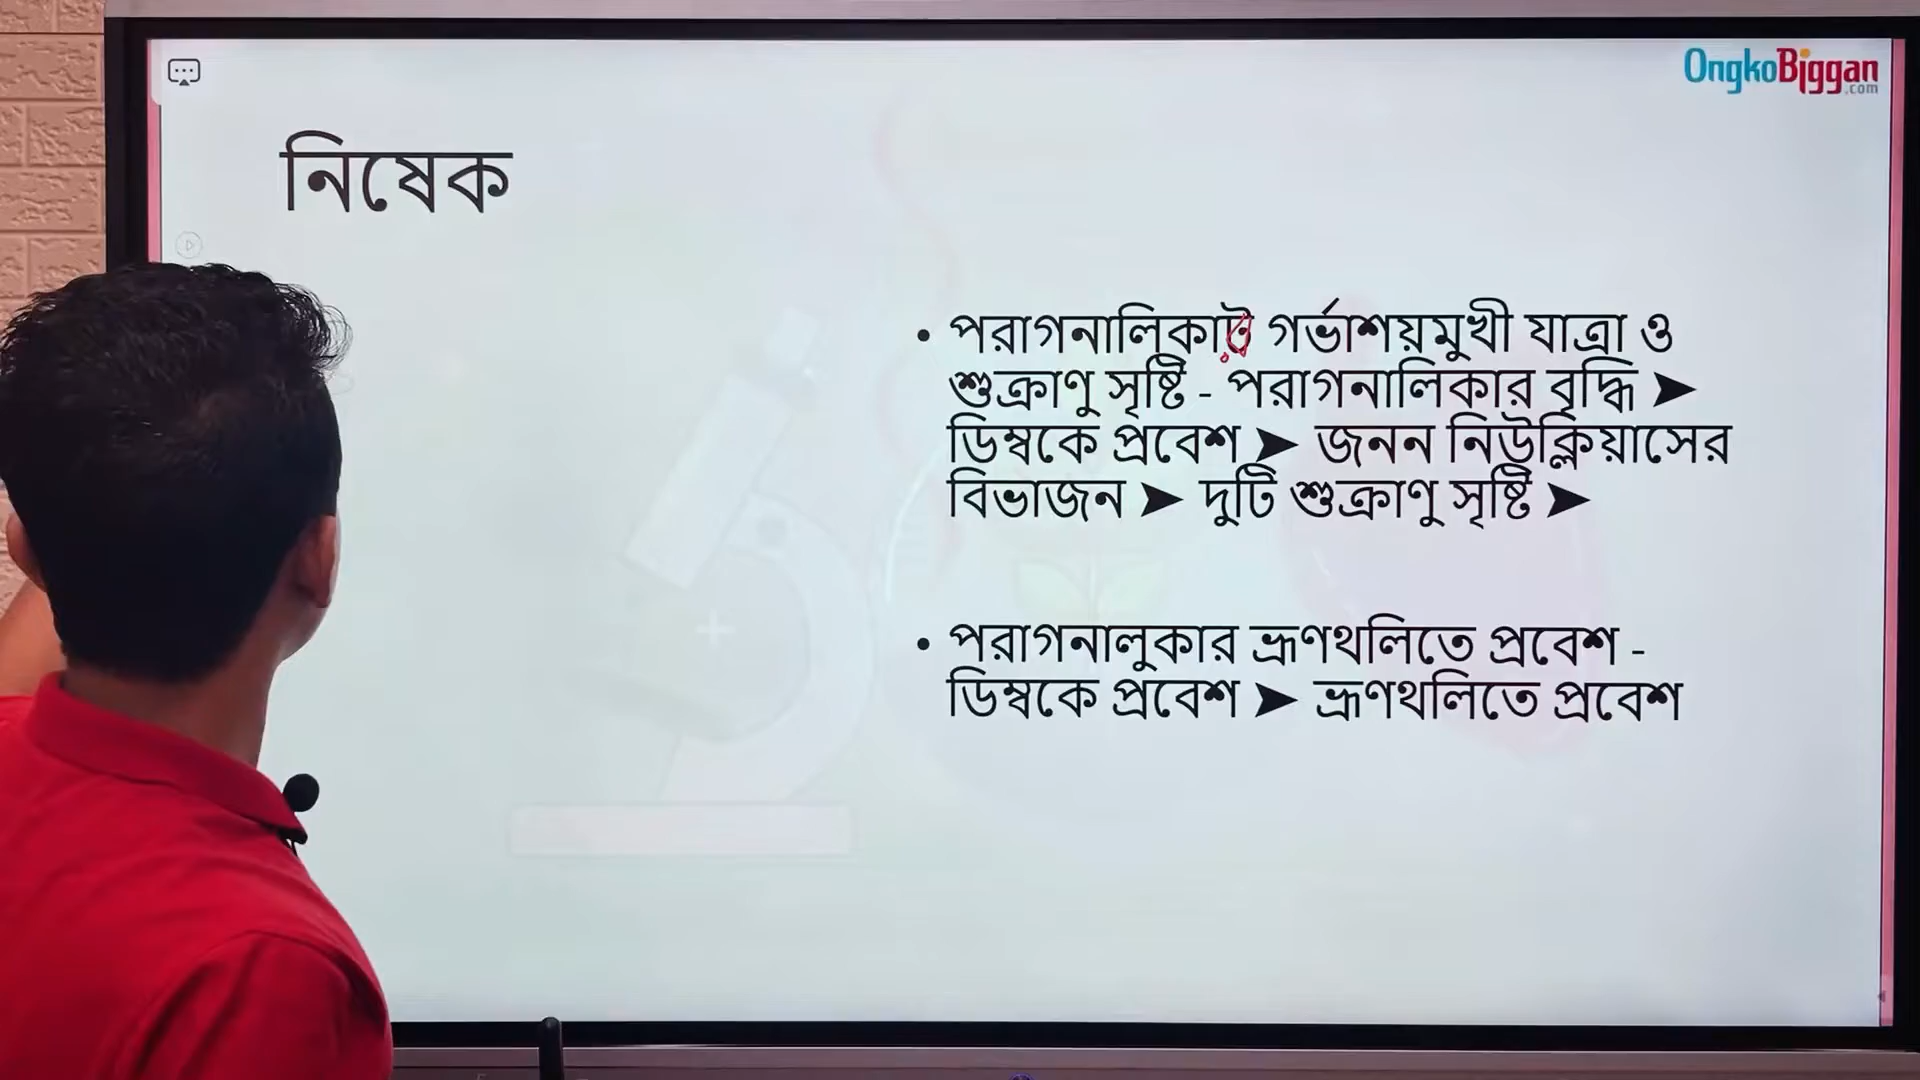 OngkoBiggan
.com
নিষেক
• পরাগনালিকাট গর্ভাশয়মুখী যাত্রা ও
শুক্রাণু সৃষ্টি - পরাগনালিকার বৃদ্ধি ➤
ডিম্বকে প্রবেশ ➤ জনন নিউক্লিয়াসের
বিভাজন ➤ দুটি শুক্রাণু সৃষ্টি ➤
• পরাগনালুকার ভ্রূণথলিতে প্রবেশ -
ডিম্বকে প্রবেশ ➤ ভ্রূণথলিতে প্রবেশ